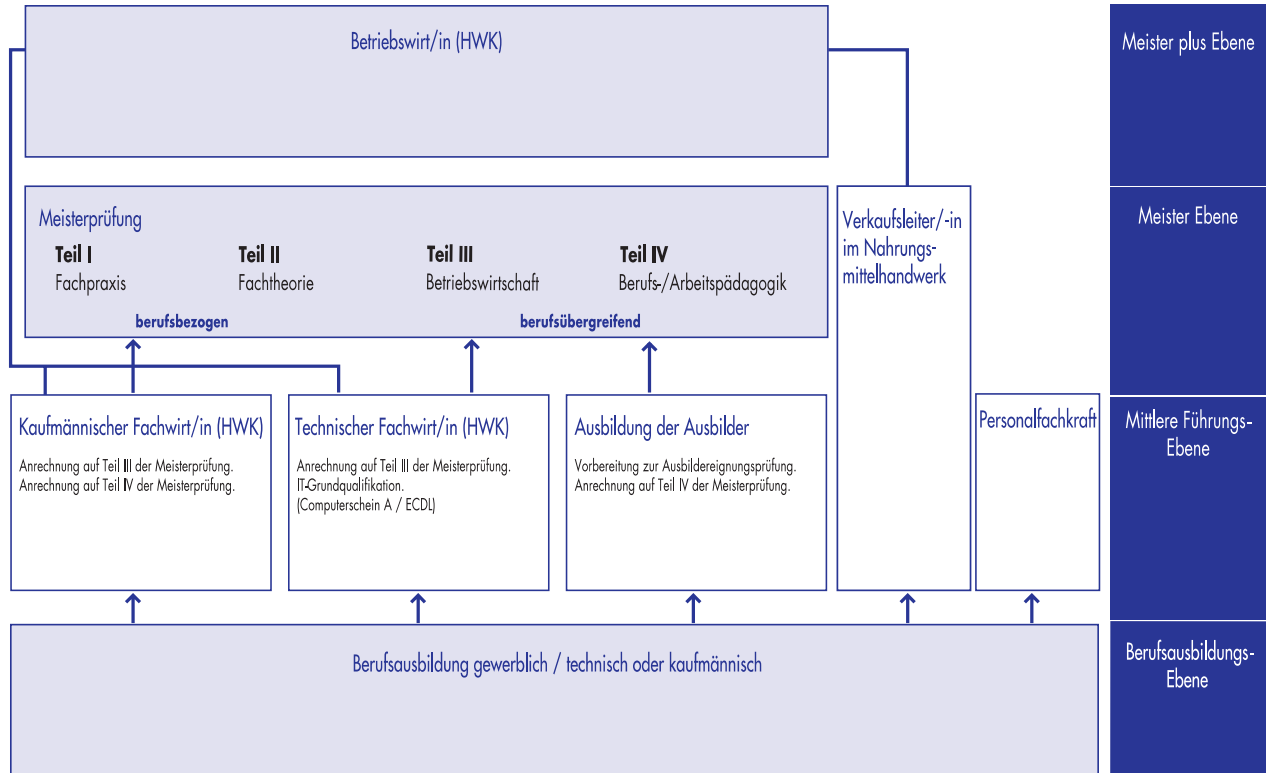 Betriebswirt/in (HWK)
Meister plus Ebene
Meisterprüfung
Teil I
Fachpraxis
Teil II
Fachtheorie
Teil III
Betriebswirtschaft
Teil IV
Berufs-/Arbeitspädagogik
berufsbezogen
berufsübergreifend
Verkaufsleiter/-in
im Nahrungs-
mittelhandwerk
Meister Ebene
Kaufmännischer Fachwirt/in (HWK)
Anrechnung auf Teil III der Meisterprüfung.
Anrechnung auf Teil IV der Meisterprüfung.
Technischer Fachwirt/in (HWK)
Anrechnung auf Teil III der Meisterprüfung.
IT-Grundqualifikation.
(Computerschein A / ECDL)
Ausbildung der Ausbilder
Vorbereitung zur Ausbildereignungsprüfung.
Anrechnung auf Teil IV der Meisterprüfung.
Personalfachkraft
Mittlere Führungs-
Ebene
Berufsausbildung gewerblich / technisch oder kaufmännisch
Berufsausbildungs-
Ebene